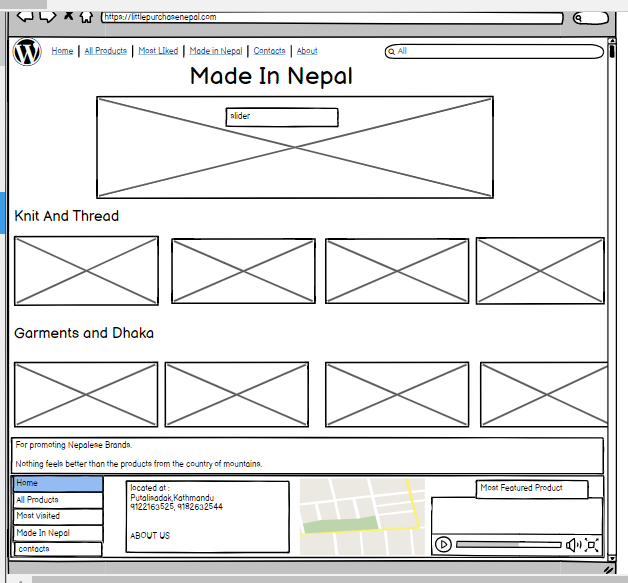 https://littlepurchasenepal.com
Home | All Products | Most Liked | Made in Nepal | Contacts | About
All
Made In Nepal
slider
Knit And Thread
Garments and Dhaka
For promoting Nepalese Brands.
Nothing feels better than the products from the country of mountains.
Home
All Products
Most Visited
Made In Nepal
contacts
located at :
Putalisadak,Kathmandu
9122163525, 9182632544
ABOUT US
Most Featured Product